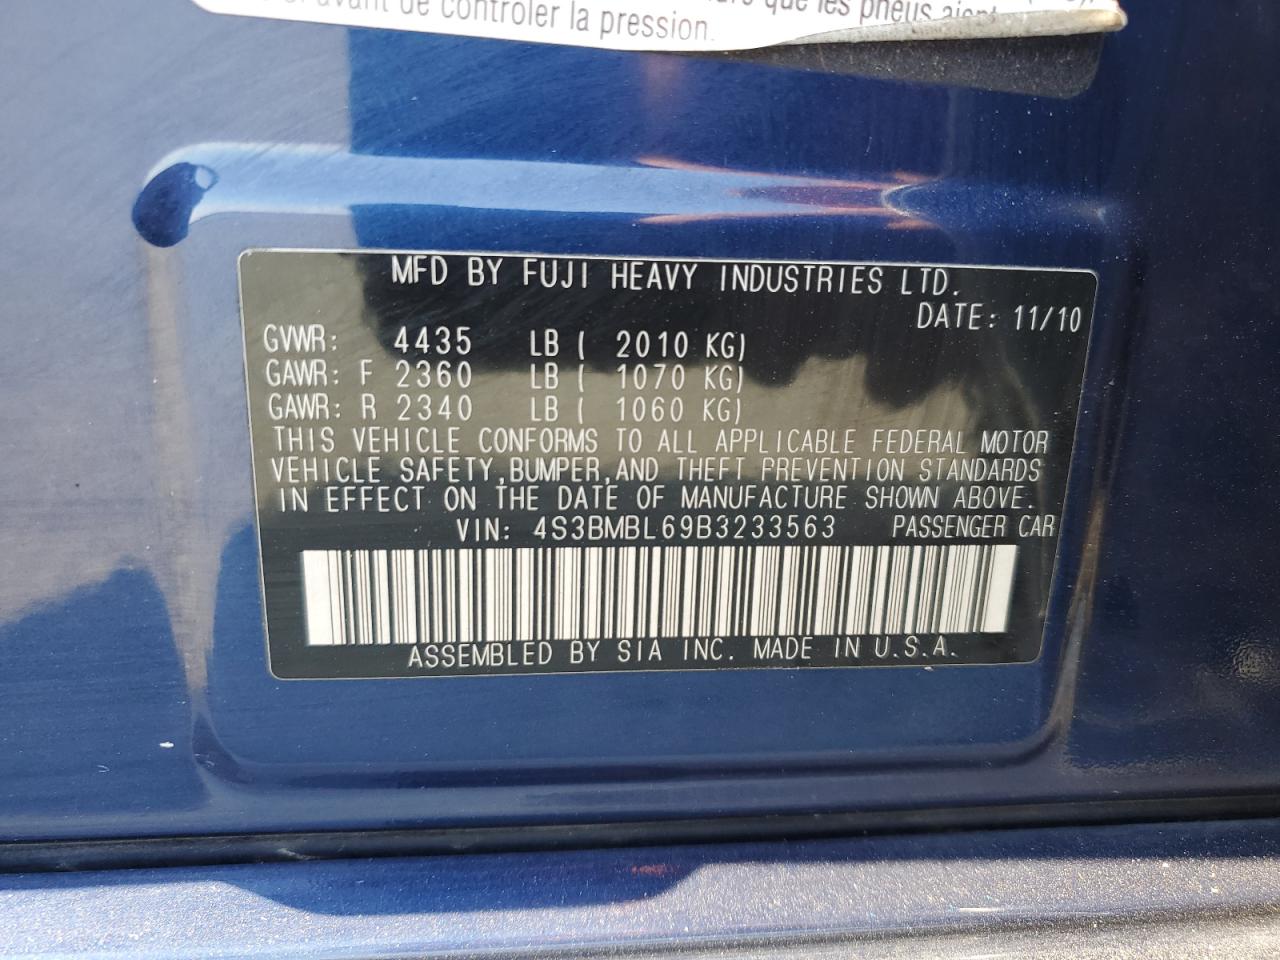 avant de contrôler la pression.
que les pneus
MFD BY FUJI HEAVY INDUSTRIES LTD.
DATE: 11/10
GVWR: 4435 LB ( 2010 KG)
GAWR: F 2360 LB ( 1070 KG)
GAWR: R 2340 LB ( 1060 KG)
THIS VEHICLE CONFORMS TO ALL APPLICABLE FEDERAL MOTOR
VEHICLE SAFETY,BUMPER,AND THEFT PREVENTION STANDARDS
IN EFFECT ON THE DATE OF MANUFACTURE SHOWN ABOVE.
VIN: 4S3BMBL69B3233563 PASSENGER CAR
ASSEMBLED BY SIA INC. MADE IN U.S.A.